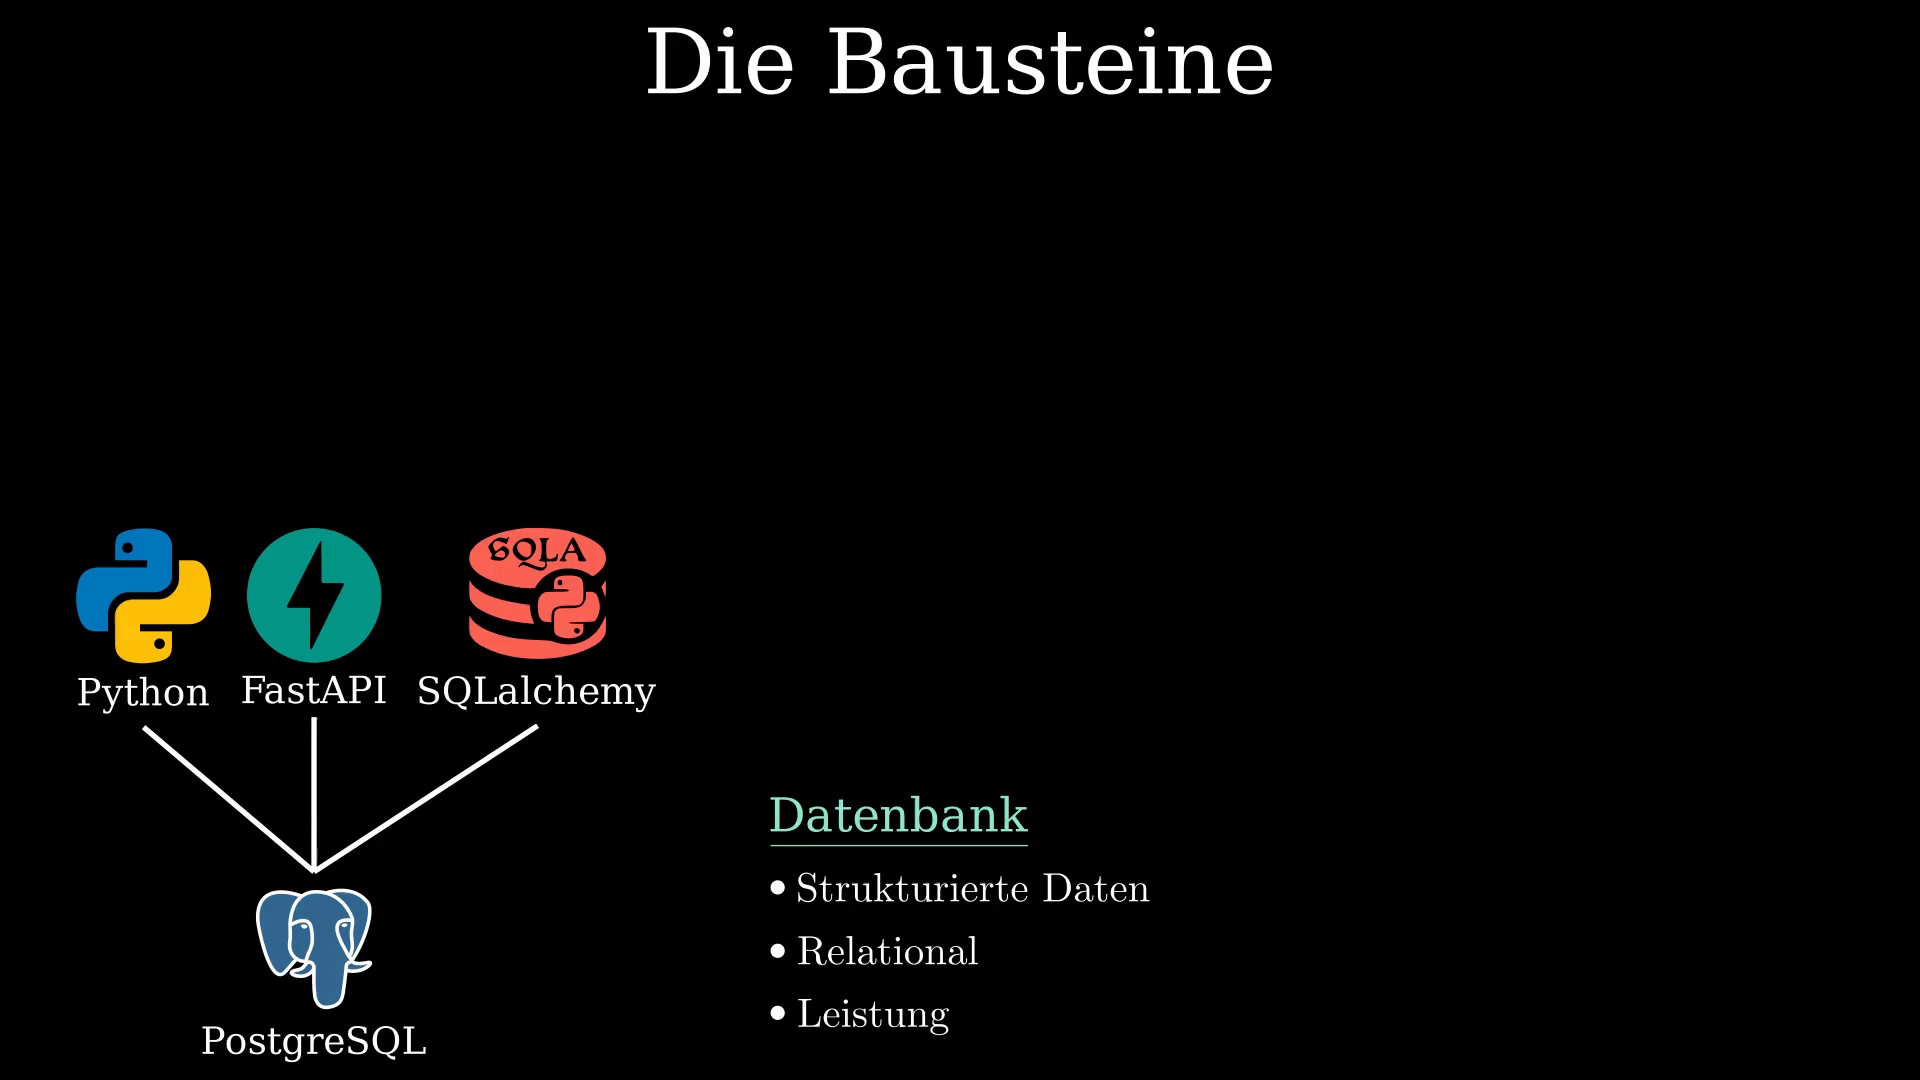 Die Bausteine
SQLA
Python FastAPI SQLalchemy
Datenbank
• Strukturierte Daten
• Relational
• Leistung
PostgreSQL